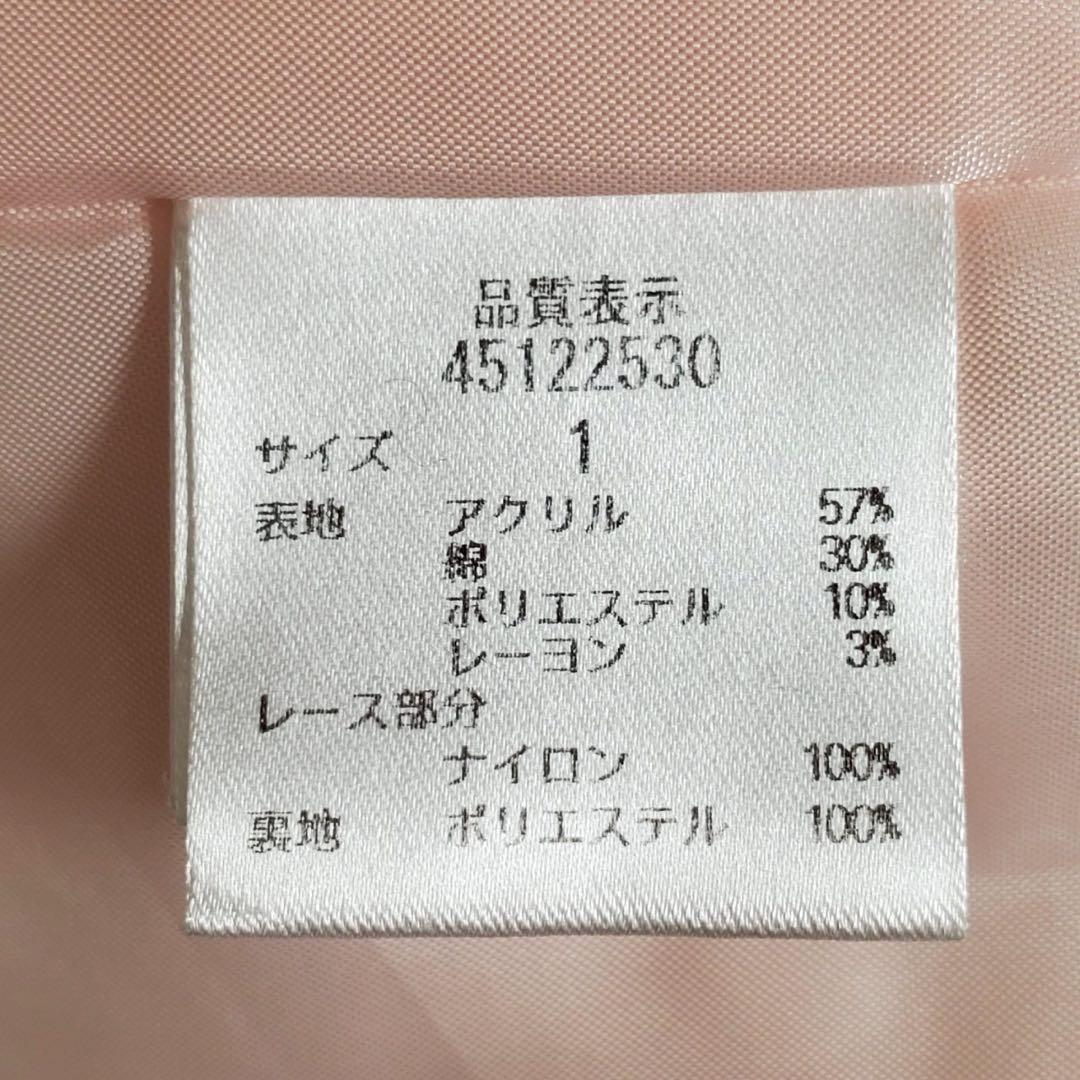 品質表示
45122530
サイズ 1
表地 アクリル 57%
綿 30%
ポリエステル 10%
レーヨン 3%
レース部分
ナイロン 100%
裏地 ポリエステル 100%